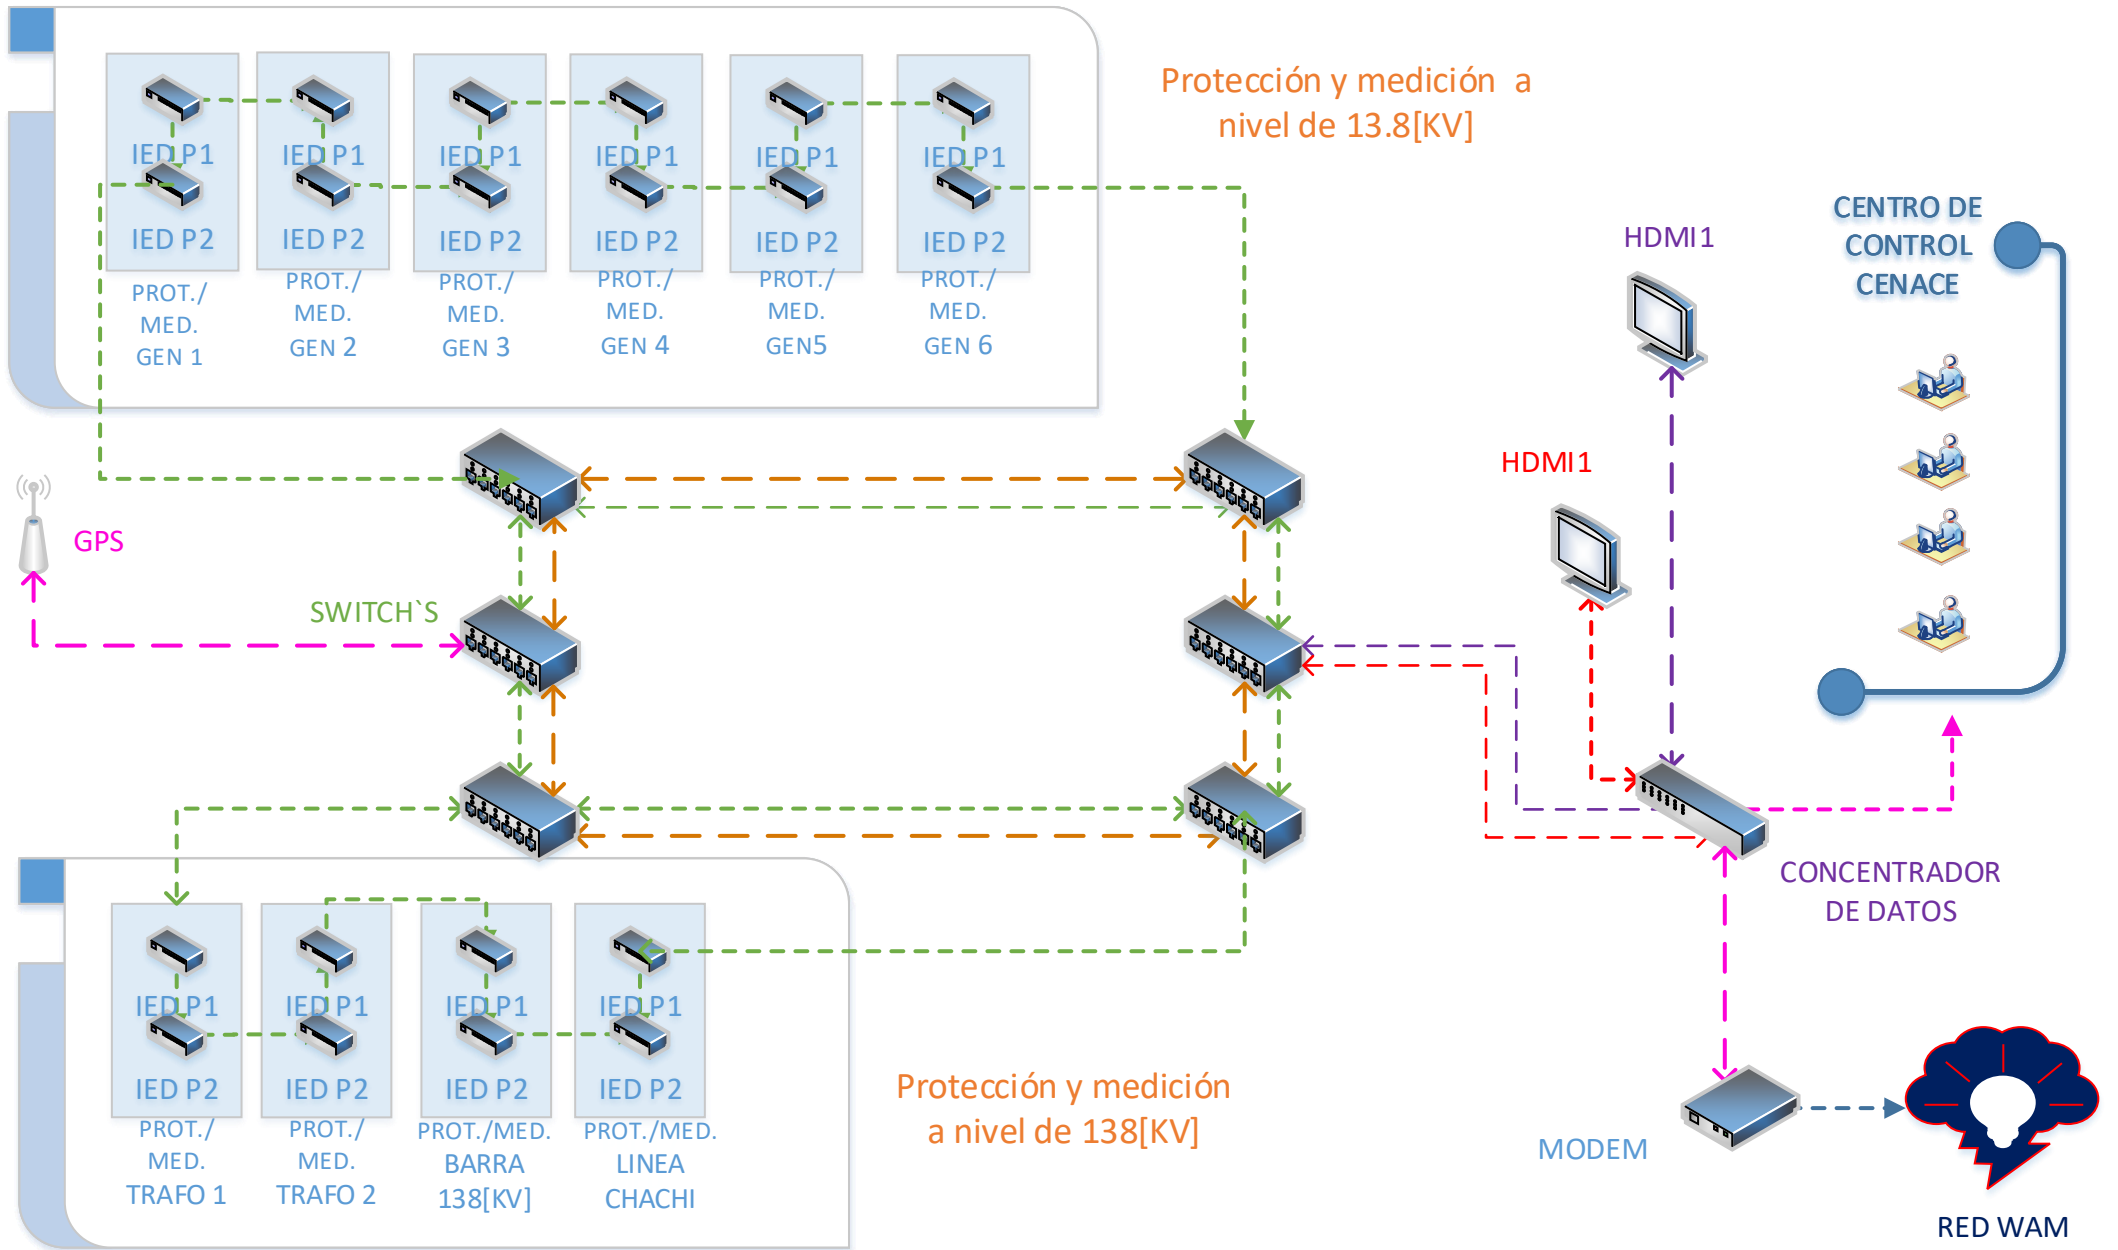 Protección y medición a
nivel de 13.8[KV]
IED P1
IED P2
PROT./
MED.
GEN 1
IED P1
IED P2
PROT./
MED.
GEN 2
IED P1
IED P2
PROT./
MED.
GEN 3
IED P1
IED P2
PROT./
MED.
GEN 4
IED P1
IED P2
PROT./
MED.
GEN5
IED P1
IED P2
PROT./
MED.
GEN 6
CENTRO DE
CONTROL
CENACE
HDMI1
HDMI1
GPS
SWITCH`S
CONCENTRADOR
DE DATOS
IED P1
IED P2
PROT./
MED.
TRAFO 1
IED P1
IED P2
PROT./
MED.
TRAFO 2
IED P1
IED P2
PROT./MED.
BARRA
138[KV]
IED P1
IED P2
PROT./MED.
LINEA
CHACHI
Protección y medición
a nivel de 138[KV]
MODEM
RED WAM